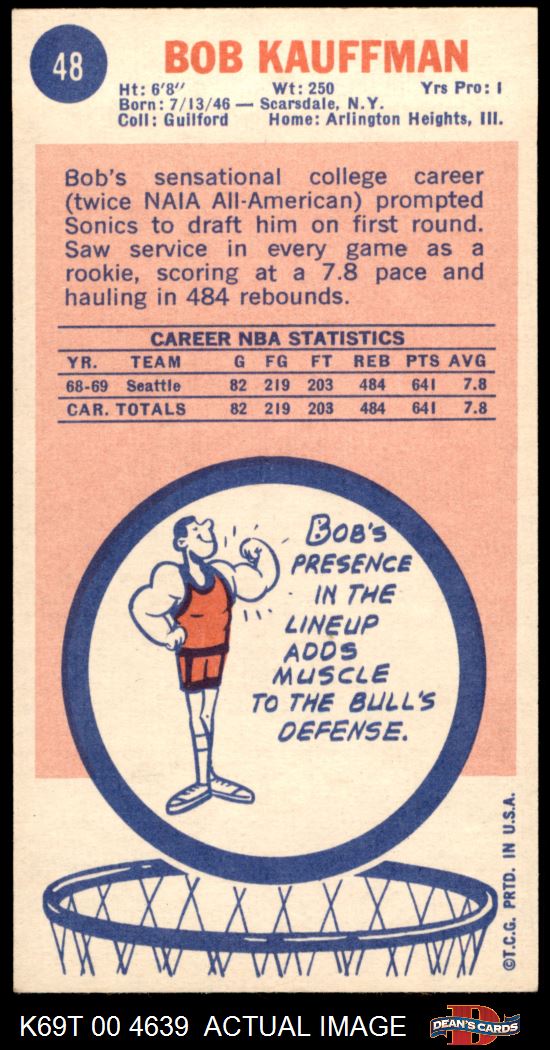 48
BOB KAUFFMAN
Ht: 6'8" Wt: 250 Yrs Pro: 1
Born: 7/13/46 — Scarsdale, N.Y.
Coll: Guilford Home: Arlington Heights, Ill.
Bob's sensational college career
(twice NAIA All-American) prompted
Sonics to draft him on first round.
Saw service in every game as a
rookie, scoring at a 7.8 pace and
hauling in 484 rebounds.
CAREER NBA STATISTICS
YR. TEAM G FG FT REB PTS AVG
68-69 Seattle 82 219 203 484 641 7.8
CAR. TOTALS 82 219 203 484 641 7.8
BOB'S
PRESENCE
IN THE
LINEUP
ADDS
MUSCLE
TO THE BULL'S
DEFENSE.
©T.C.G. PRTD. IN U.S.A.
K69T 00 4639 ACTUAL IMAGE
D
DEAN'S CARDS